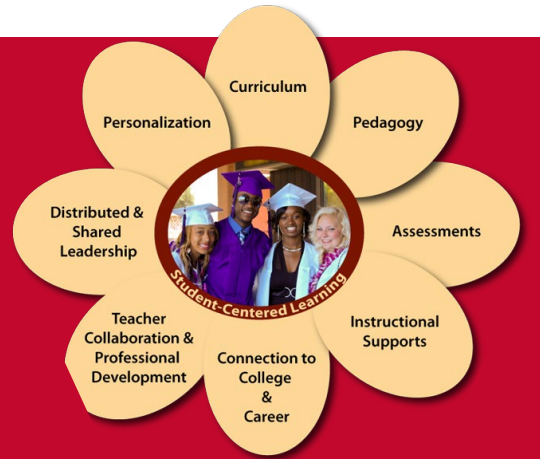 Curriculum
Pedagogy
Assessments
Instructional
Supports
Connection to
College
&
Career
Teacher
Collaboration &
Professional
Development
Distributed &
Shared
Leadership
Personalization
Student-Centered Learning